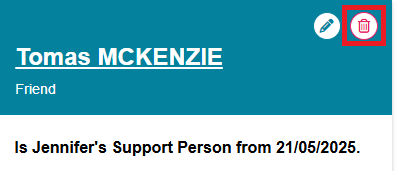 Tomas MCKENZIE
Friend
Is Jennifer's Support Person from 21/05/2025.